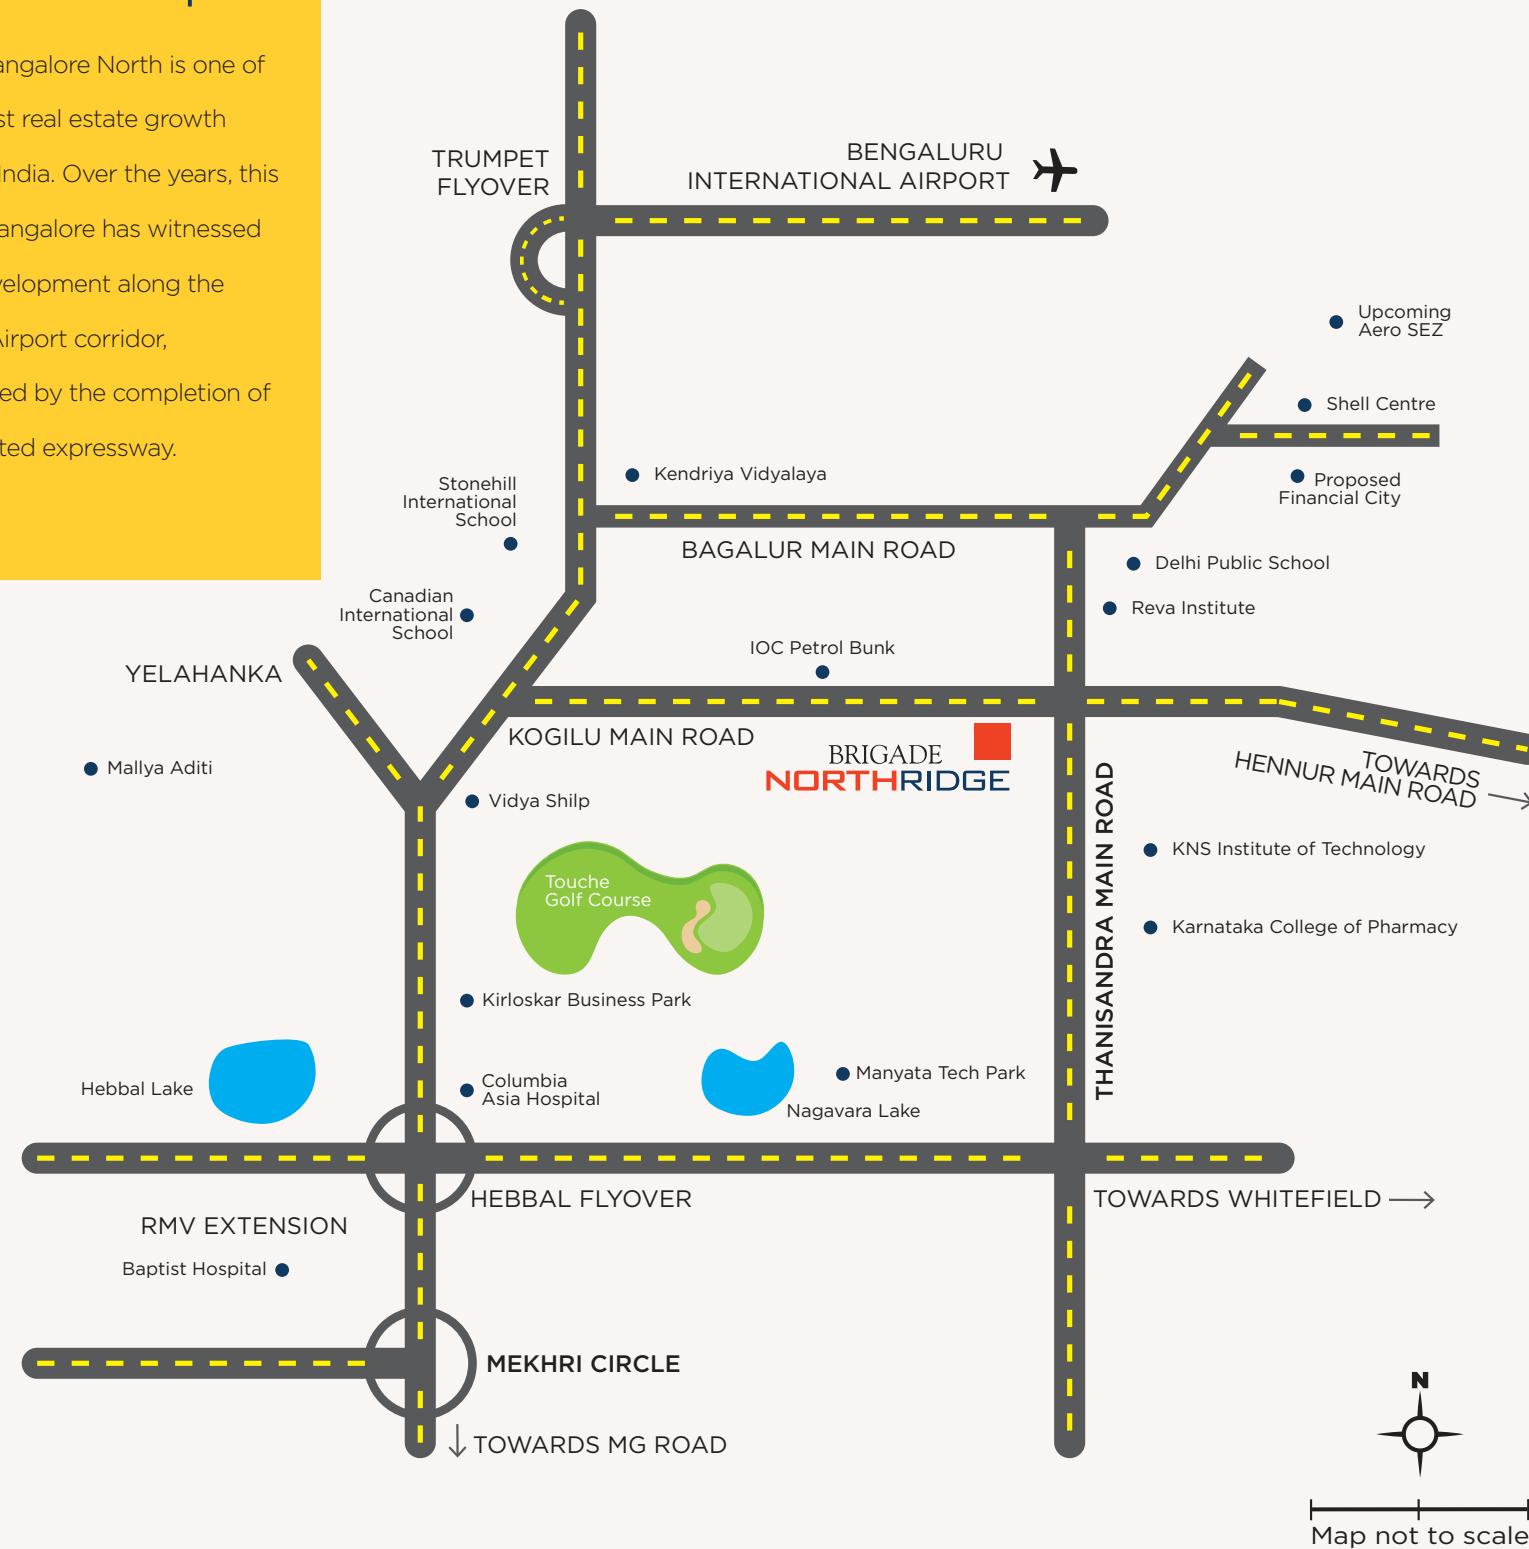 angalore North is one of
st real estate growth
India. Over the years, this
angalore has witnessed
velopment along the
Airport corridor,
ed by the completion of
ted expressway.
TRUMPET
FLYOVER
BENGALURU
INTERNATIONAL AIRPORT
Upcoming
Aero SEZ
Shell Centre
Proposed
Financial City
Kendriya Vidyalaya
Stonehill
International
School
BAGALUR MAIN ROAD
Delhi Public School
Reva Institute
Canadian
International
School
IOC Petrol Bunk
YELAHANKA
KOGILU MAIN ROAD
BRIGADE
NORTHRIDGE
TOWARDS
HENNUR MAIN ROAD
Mallya Aditi
Vidya Shilp
THANISANDRA MAIN ROAD
KNS Institute of Technology
Touche
Golf Course
Karnataka College of Pharmacy
Kirloskar Business Park
Hebbal Lake
Columbia
Asia Hospital
Manyata Tech Park
Nagavara Lake
HEBBAL FLYOVER
TOWARDS WHITEFIELD
RMV EXTENSION
Baptist Hospital
MEKHRI CIRCLE
TOWARDS MG ROAD
N
Map not to scale